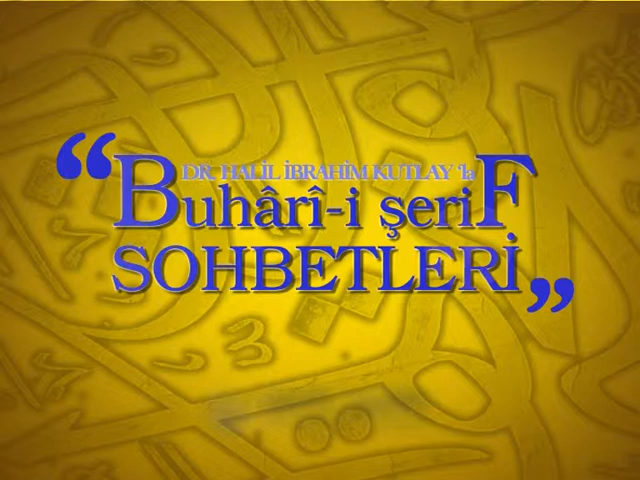 “
DR. HALİL İBRAHİM KUTLAY 'la
Buhârî-i şeriF
SOHBETLERİ
”